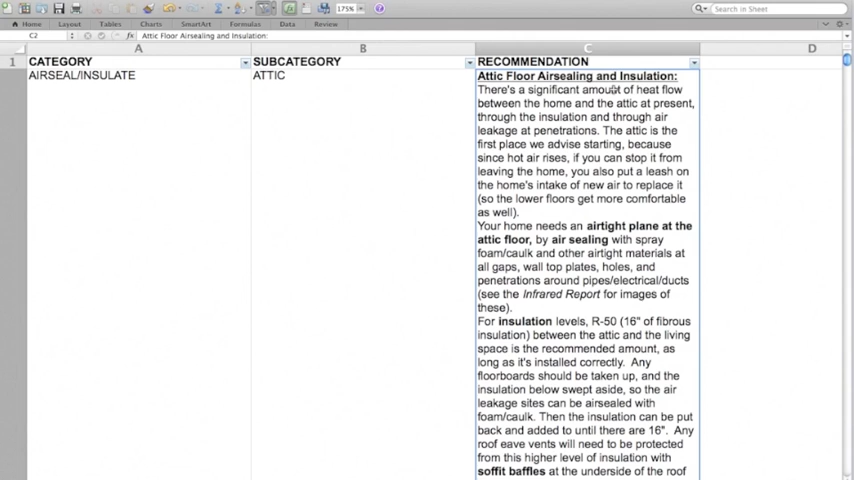 175%
Search in Sheet
Home Layout Tables Charts SmartArt Formulas Data Review
C2 fx Attic Floor Airsealing and Insulation:
A B C D
1 CATEGORY SUBCATEGORY RECOMMENDATION
AIRSEAL/INSULATE ATTIC Attic Floor Airsealing and Insulation:
There's a significant amount of heat flow
between the home and the attic at present,
through the insulation and through air
leakage at penetrations. The attic is the
first place we advise starting, because
since hot air rises, if you can stop it from
leaving the home, you also put a leash on
the home's intake of new air to replace it
(so the lower floors get more comfortable
as well).
Your home needs an airtight plane at the
attic floor, by air sealing with spray
foam/caulk and other airtight materials at
all gaps, wall top plates, holes, and
penetrations around pipes/electrical/ducts
(see the Infrared Report for images of
these).
For insulation levels, R-50 (16" of fibrous
insulation) between the attic and the living
space is the recommended amount, as
long as it's installed correctly. Any
floorboards should be taken up, and the
insulation below swept aside, so the air
leakage sites can be airsealed with
foam/caulk. Then the insulation can be put
back and added to until there are 16". Any
roof eave vents will need to be protected
from this higher level of insulation with
soffit baffles at the underside of the roof